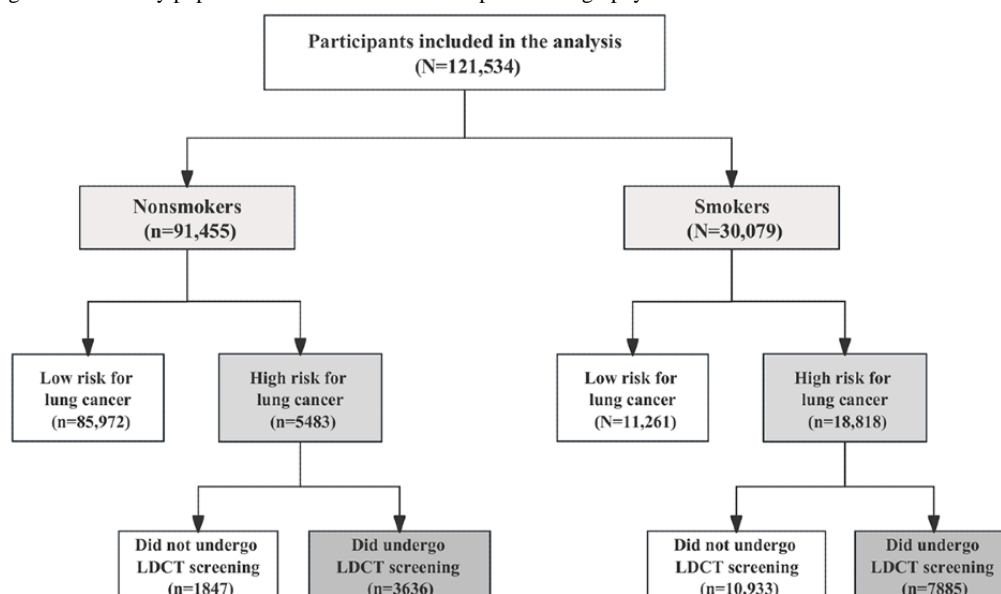 Participants included in the analysis
(N=121,534)
Nonsmokers
(n=91,455)
Smokers
(N=30,079)
Low risk for
lung cancer
(n=85,972)
High risk for
lung cancer
(n=5483)
Low risk for
lung cancer
(N=11,261)
High risk for
lung cancer
(n=18,818)
Did not undergo
LDCT screening
(n=1847)
Did undergo
LDCT screening
(n=3636)
Did not undergo
LDCT screening
(n=10,933)
Did undergo
LDCT screening
(n=7885)